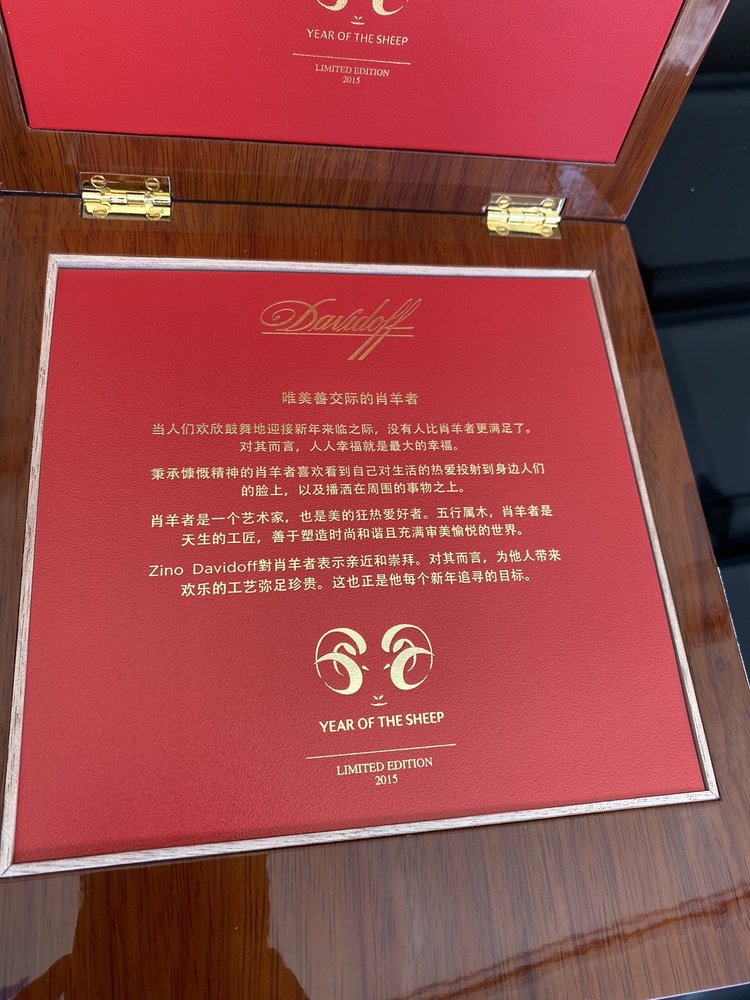 YEAR OF THE SHEEP
LIMITED EDITION
2015
Davidoff
唯美善交际的肖羊者
当人们欢欣鼓舞地迎接新年来临之际，没有人比肖羊者更满足了。
对其而言，人人幸福就是最大的幸福。
秉承慷慨精神的肖羊者喜欢看到自己对生活的热爱投射到身边人们
的脸上，以及播洒在周围的事物之上。
肖羊者是一个艺术家，也是美的狂热爱好者。五行属木，肖羊者是
天生的工匠，善于塑造时尚和谐且充满审美愉悦的世界。
Zino Davidoff對肖羊者表示亲近和崇拜。对其而言，为他人带来
欢乐的工艺弥足珍贵。这也正是他每个新年追寻的目标。
YEAR OF THE SHEEP
LIMITED EDITION
2015